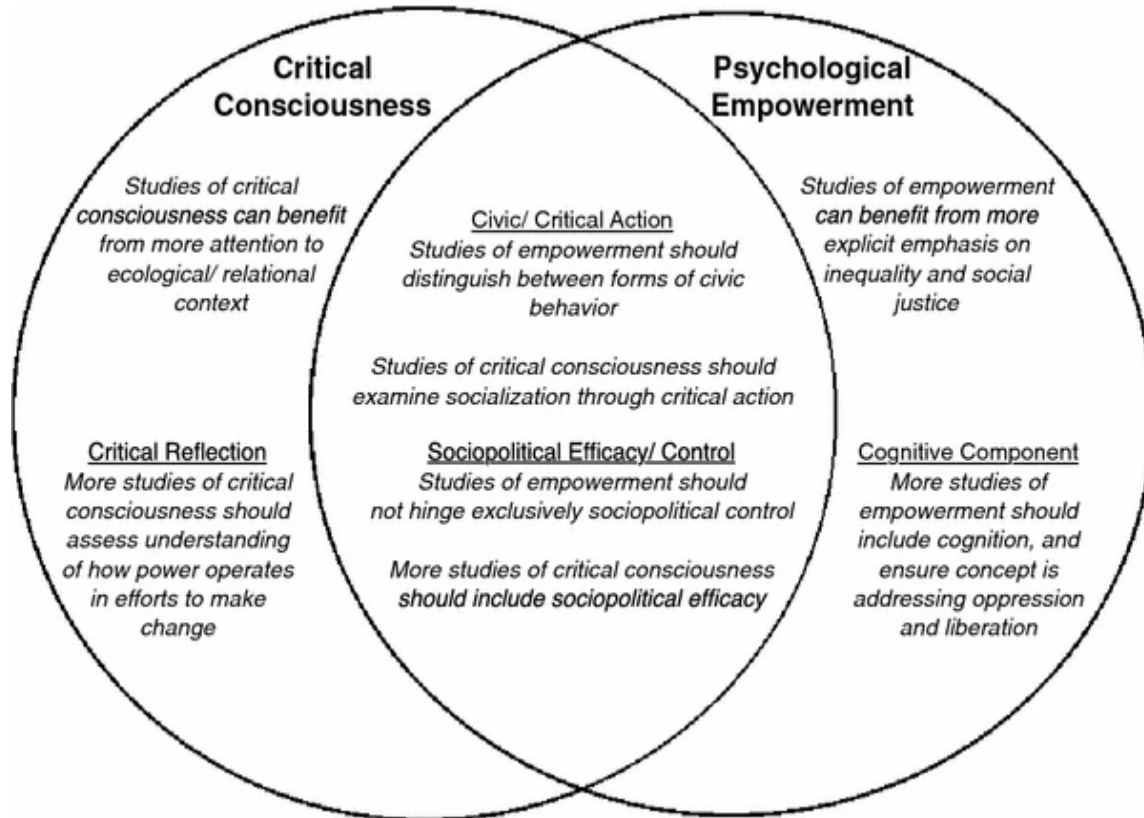 Critical
Consciousness
Studies of critical
consciousness can benefit
from more attention to
ecological/ relational
context
Critical Reflection
More studies of critical
consciousness should
assess understanding
of how power operates
in efforts to make
change
Civic/ Critical Action
Studies of empowerment should
distinguish between forms of civic
behavior
Studies of critical consciousness should
examine socialization through critical action
Sociopolitical Efficacy/ Control
Studies of empowerment should
not hinge exclusively sociopolitical control
More studies of critical consciousness
should include sociopolitical efficacy
Psychological
Empowerment
Studies of empowerment
can benefit from more
explicit emphasis on
inequality and social
justice
Cognitive Component
More studies of
empowerment should
include cognition, and
ensure concept is
addressing oppression
and liberation